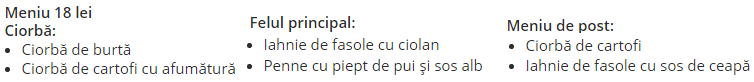 Meniu 18 lei
Ciorbă:
• Ciorbă de burtă
• Ciorbă de cartofi cu afumătură
Felul principal:
• Iahnie de fasole cu ciolan
• Penne cu piept de pui și sos alb
Meniu de post:
• Ciorbă de cartofi
• Iahnie de fasole cu sos de ceapă